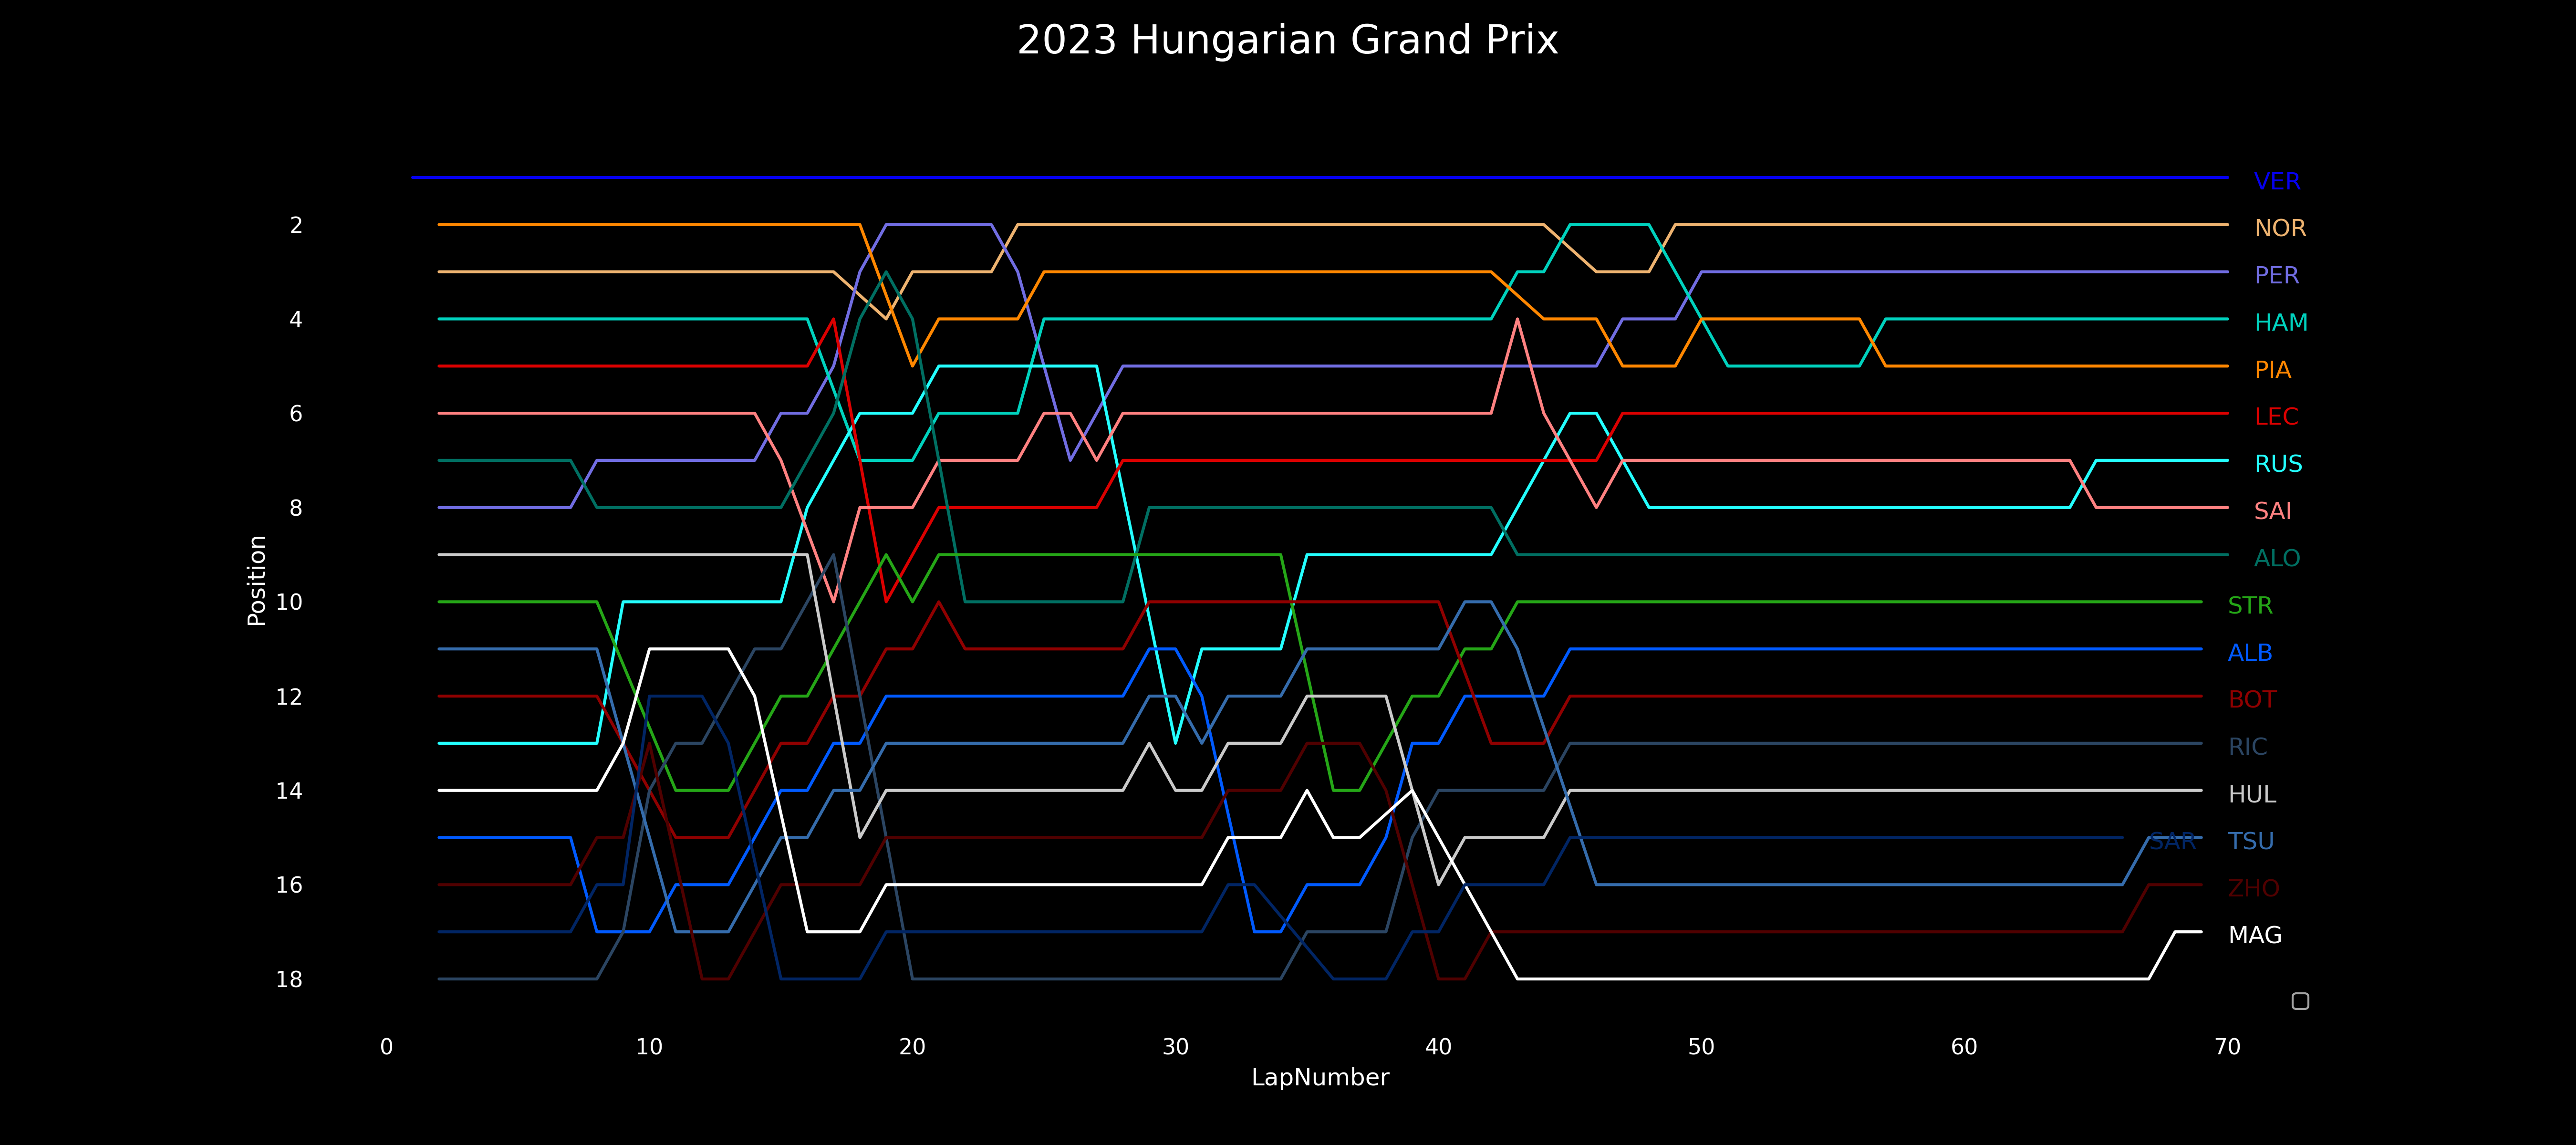 2023 Hungarian Grand Prix
VER
2
NOR
PER
4
HAM
PIA
6
LEC
RUS
8
SAI
Position
ALO
10
STR
ALB
12
BOT
RIC
14
HUL
SAR
TSU
16
ZHO
MAG
18
0 10 20 30 40 50 60 70
LapNumber